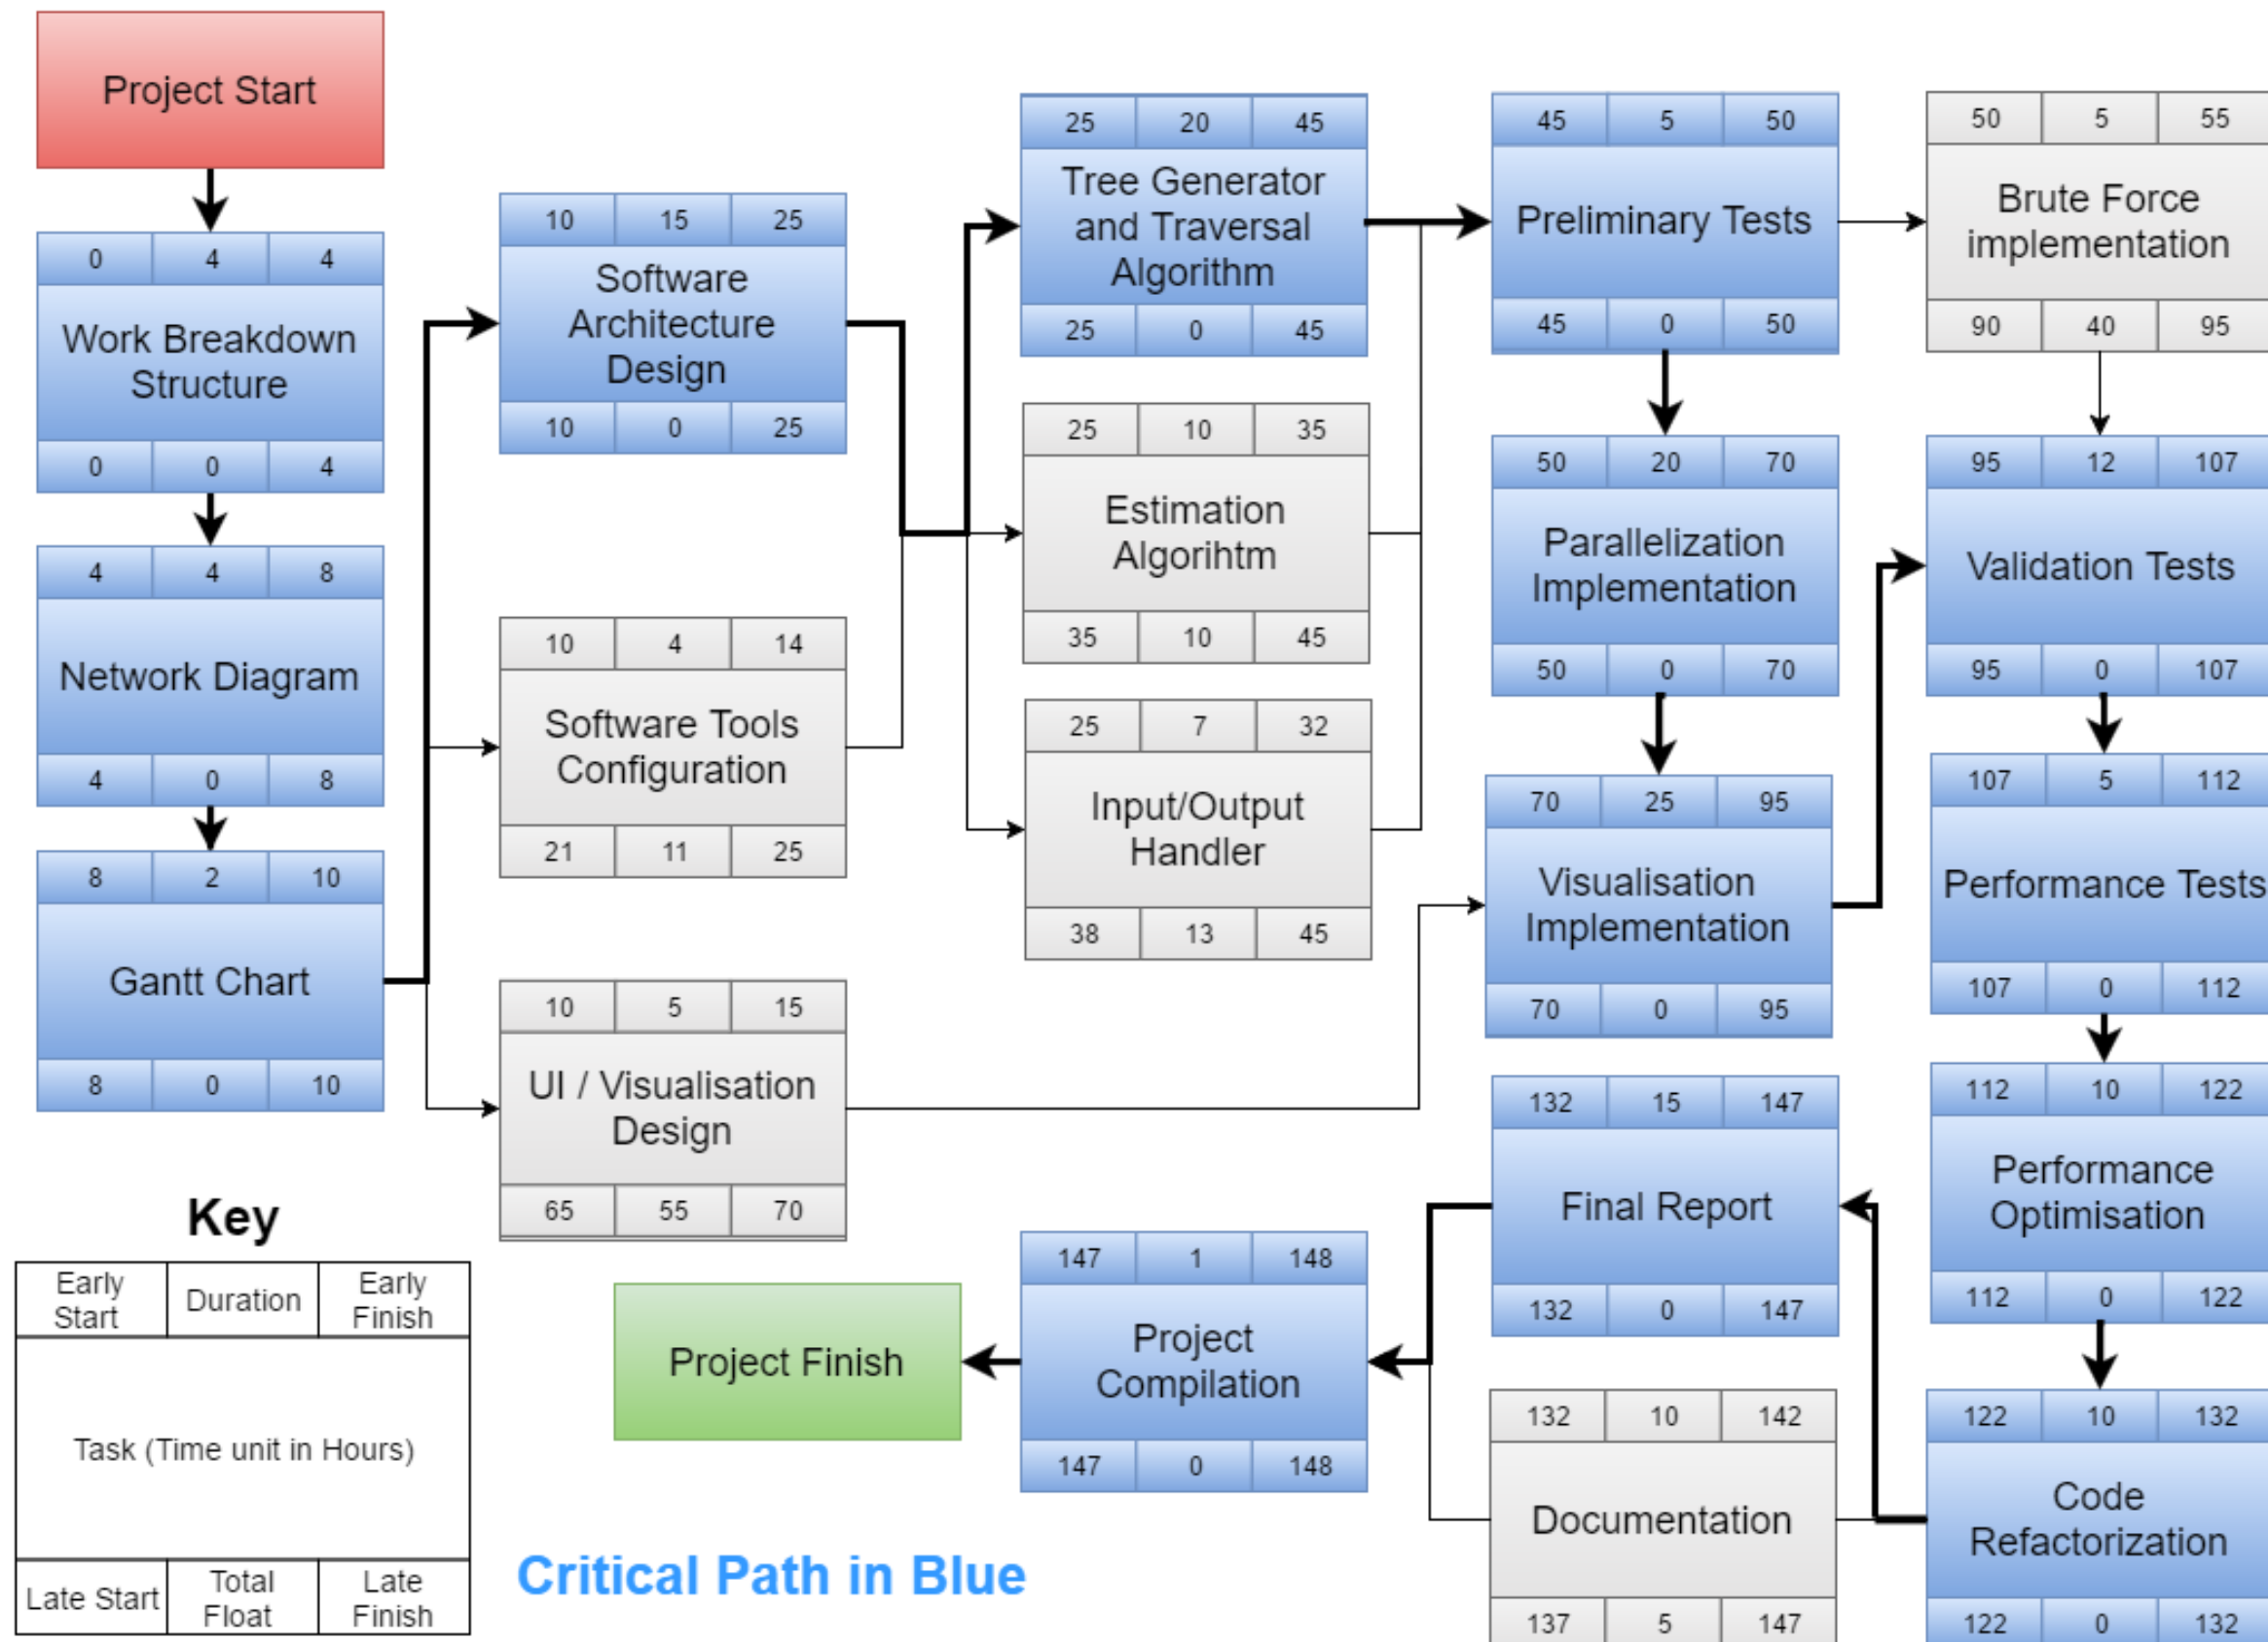 Project Start
0 4 4
Work Breakdown
Structure
0 0 4
4 4 8
Network Diagram
4 0 8
8 2 10
Gantt Chart
8 0 10
10 15 25
Software
Architecture
Design
10 0 25
10 4 14
Software Tools
Configuration
21 11 25
10 5 15
UI / Visualisation
Design
65 55 70
25 20 45
Tree Generator
and Traversal
Algorithm
25 0 45
25 10 35
Estimation
Algorihtm
35 10 45
25 7 32
Input/Output
Handler
38 13 45
45 5 50
Preliminary Tests
45 0 50
50 20 70
Parallelization
Implementation
50 0 70
70 25 95
Visualisation
Implementation
70 0 95
50 5 55
Brute Force
implementation
90 40 95
95 12 107
Validation Tests
95 0 107
107 5 112
Performance Tests
107 0 112
112 10 122
Performance
Optimisation
112 0 122
122 10 132
Code
Refactorization
122 0 132
132 15 147
Final Report
132 0 147
132 10 142
Documentation
137 5 147
147 1 148
Project
Compilation
147 0 148
Project Finish
Key
Early
Start
Duration
Early
Finish
Task (Time unit in Hours)
Late Start
Total
Float
Late
Finish
Critical Path in Blue